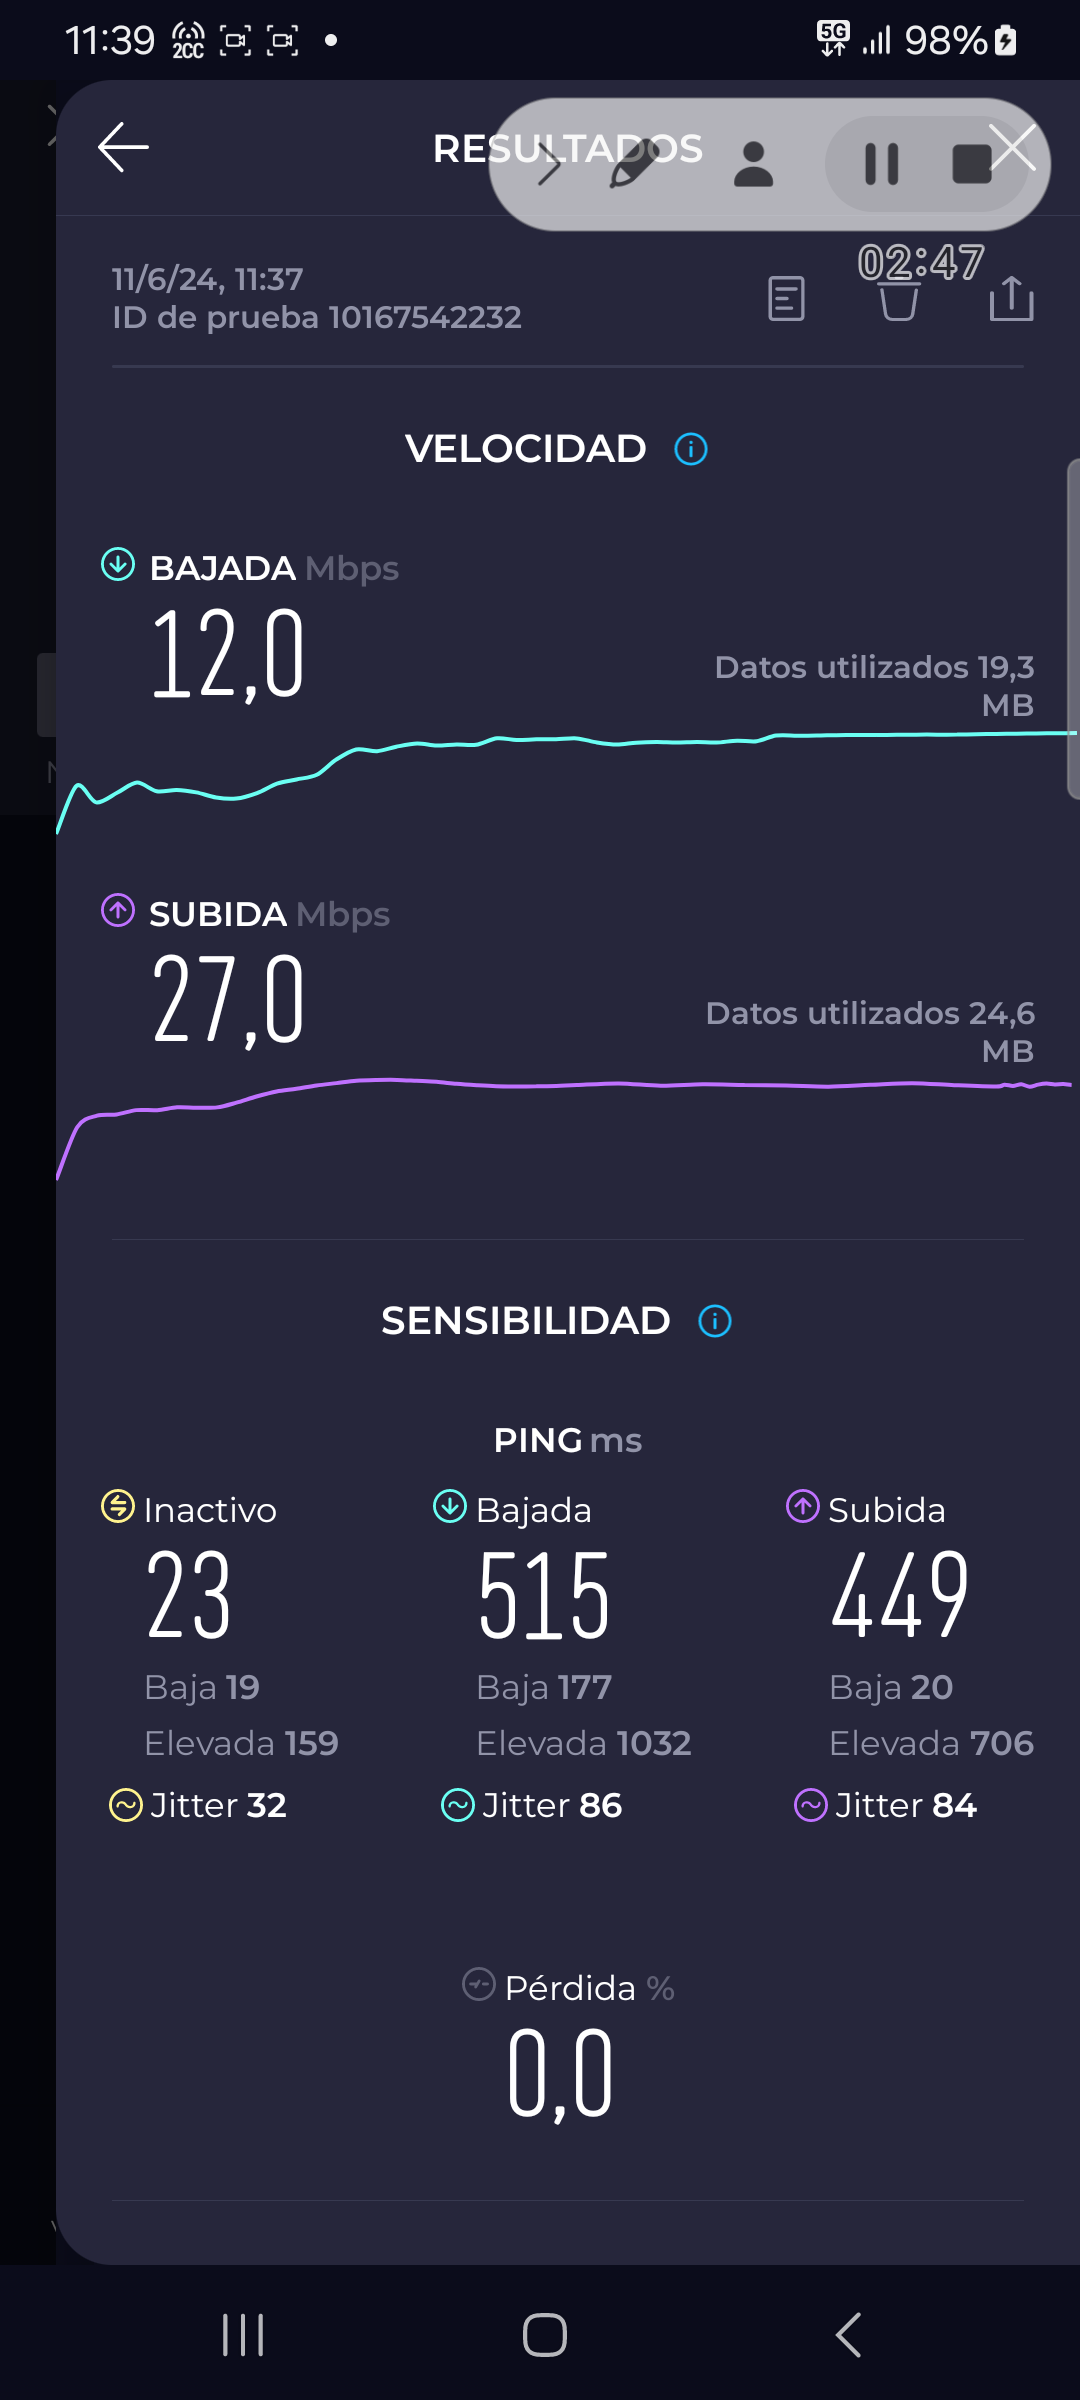 11:39 2CC 5G 98%
RESULTADOS
02:47
11/6/24, 11:37
ID de prueba 10167542232
VELOCIDAD
BAJADA Mbps
12,0
Datos utilizados 19,3
MB
SUBIDA Mbps
27,0
Datos utilizados 24,6
MB
SENSIBILIDAD
PING ms
Inactivo Bajada Subida
23 515 449
Baja 19 Baja 177 Baja 20
Elevada 159 Elevada 1032 Elevada 706
Jitter 32 Jitter 86 Jitter 84
Pérdida %
0,0